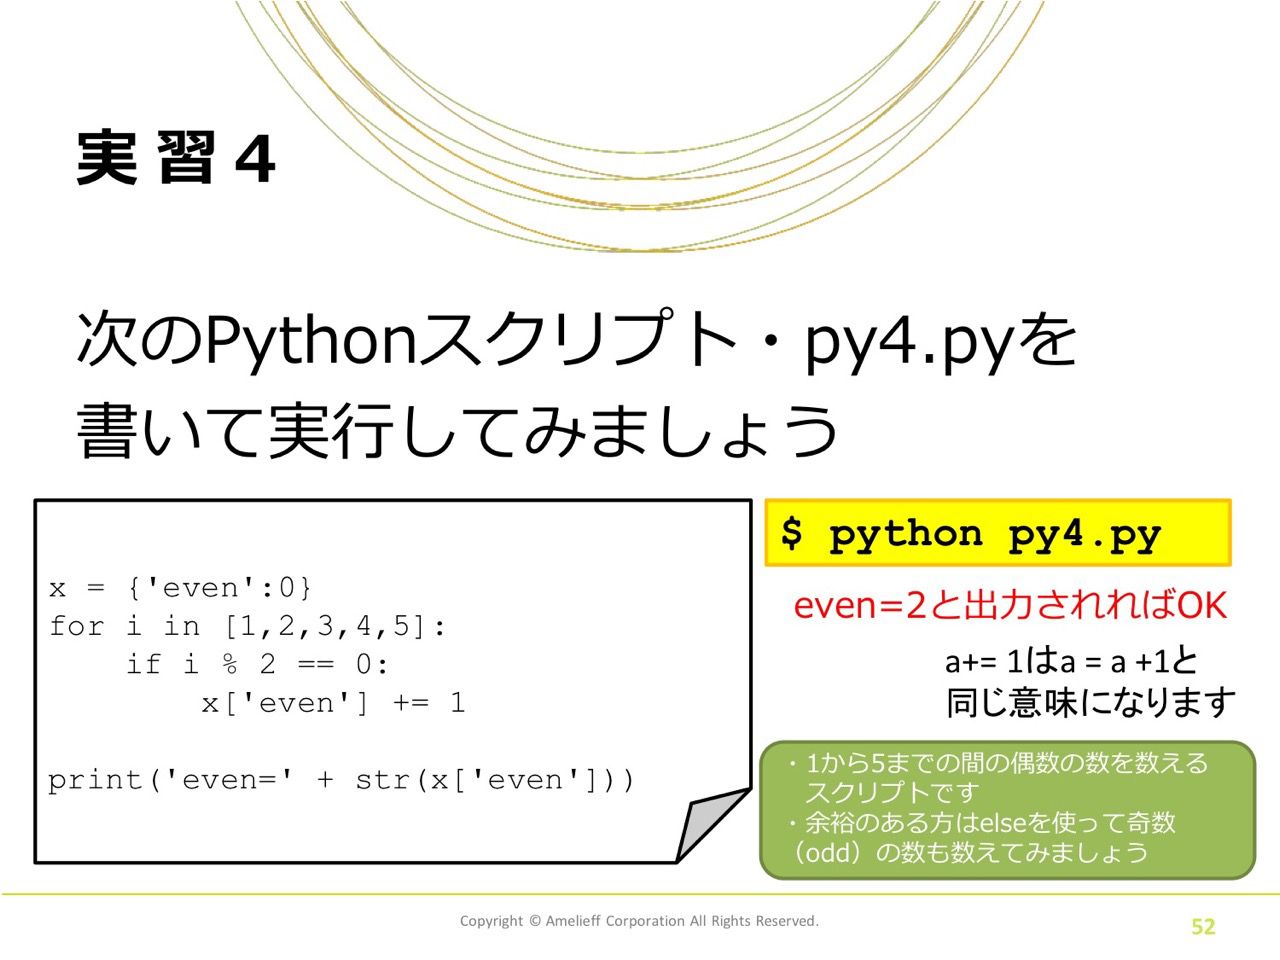 実習４
次のPythonスクリプト・py4.pyを
書いて実行してみましょう
x = {'even':0}
for i in [1,2,3,4,5]:
    if i % 2 == 0:
        x['even'] += 1
print('even=' + str(x['even']))
$ python py4.py
even=2と出力されればOK
a+= 1はa = a +1と
同じ意味になります
・1から5までの間の偶数の数を数える
スクリプトです
・余裕のある方はelseを使って奇数
（odd）の数も数えてみましょう
Copyright © Amelieff Corporation All Rights Reserved.
52